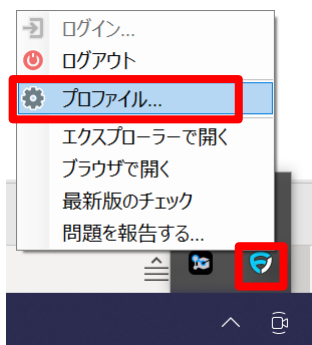 ログイン...
ログアウト
プロファイル...
エクスプローラーで開く
ブラウザで開く
最新版のチェック
問題を報告する...